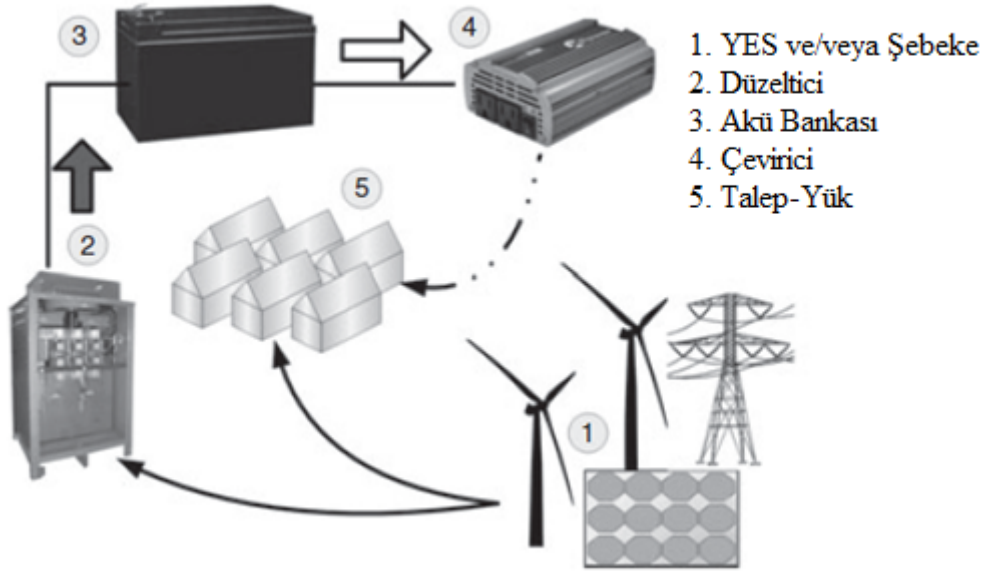 3
4
1. YES ve/veya Şebeke
2. Düzeltici
3. Akü Bankası
4. Çevirici
5. Talep-Yük
5
2
1